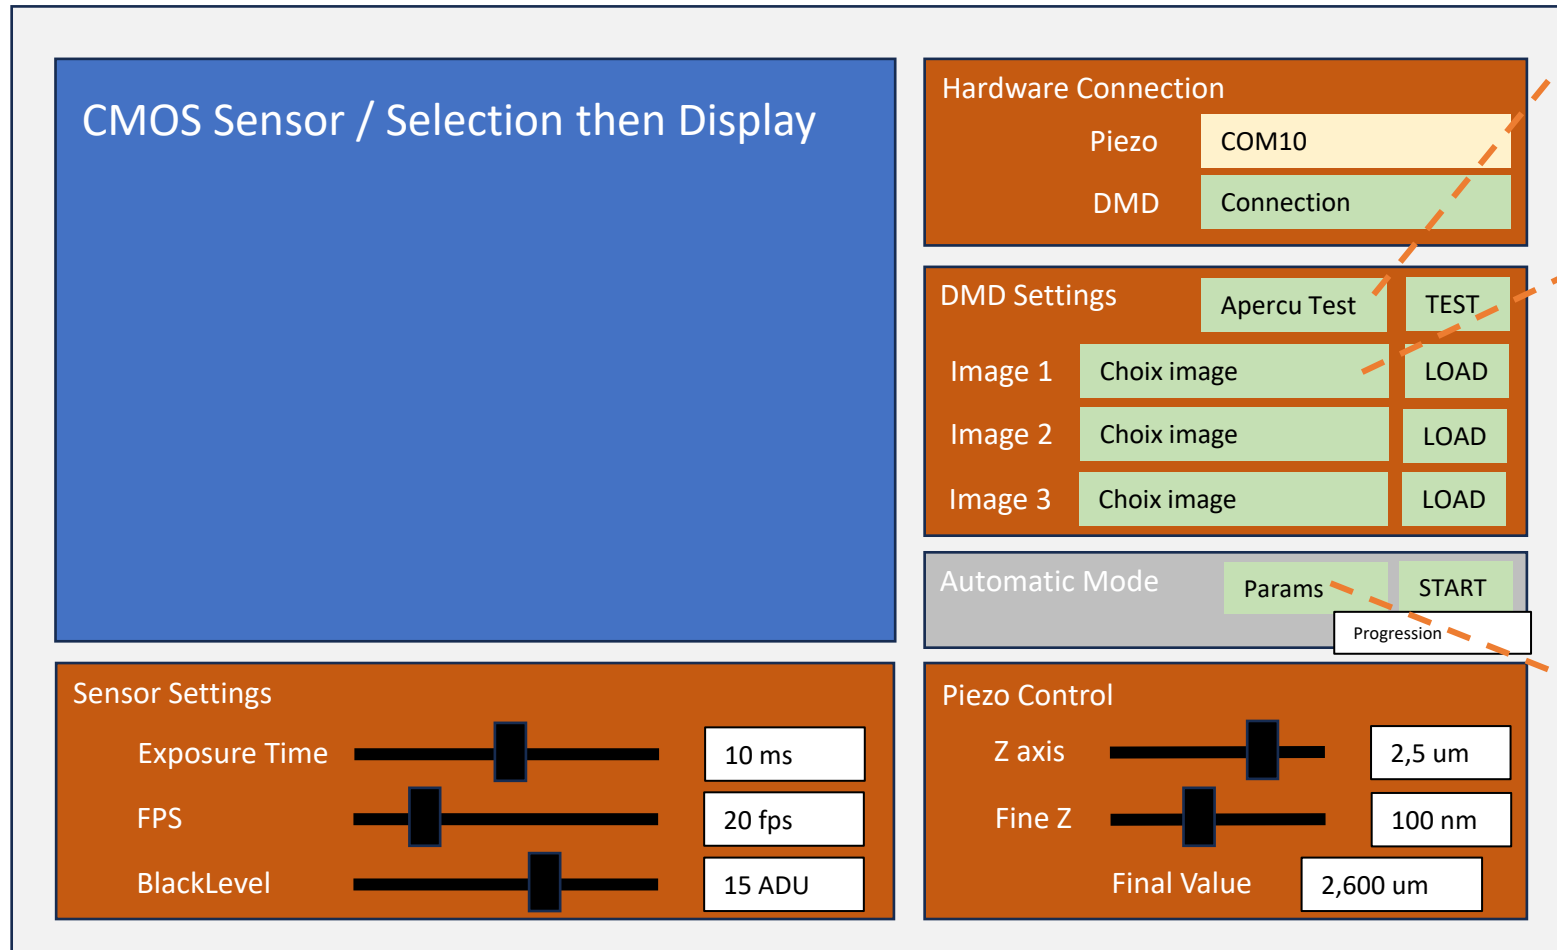 CMOS Sensor / Selection then Display
Hardware Connection
Piezo COM10
DMD Connection
DMD Settings Apercu Test TEST
Image 1 Choix image LOAD
Image 2 Choix image LOAD
Image 3 Choix image LOAD
Automatic Mode Params START
Progression
Sensor Settings
Exposure Time 10 ms
FPS 20 fps
BlackLevel 15 ADU
Piezo Control
Z axis 2,5 um
Fine Z 100 nm
Final Value 2,600 um